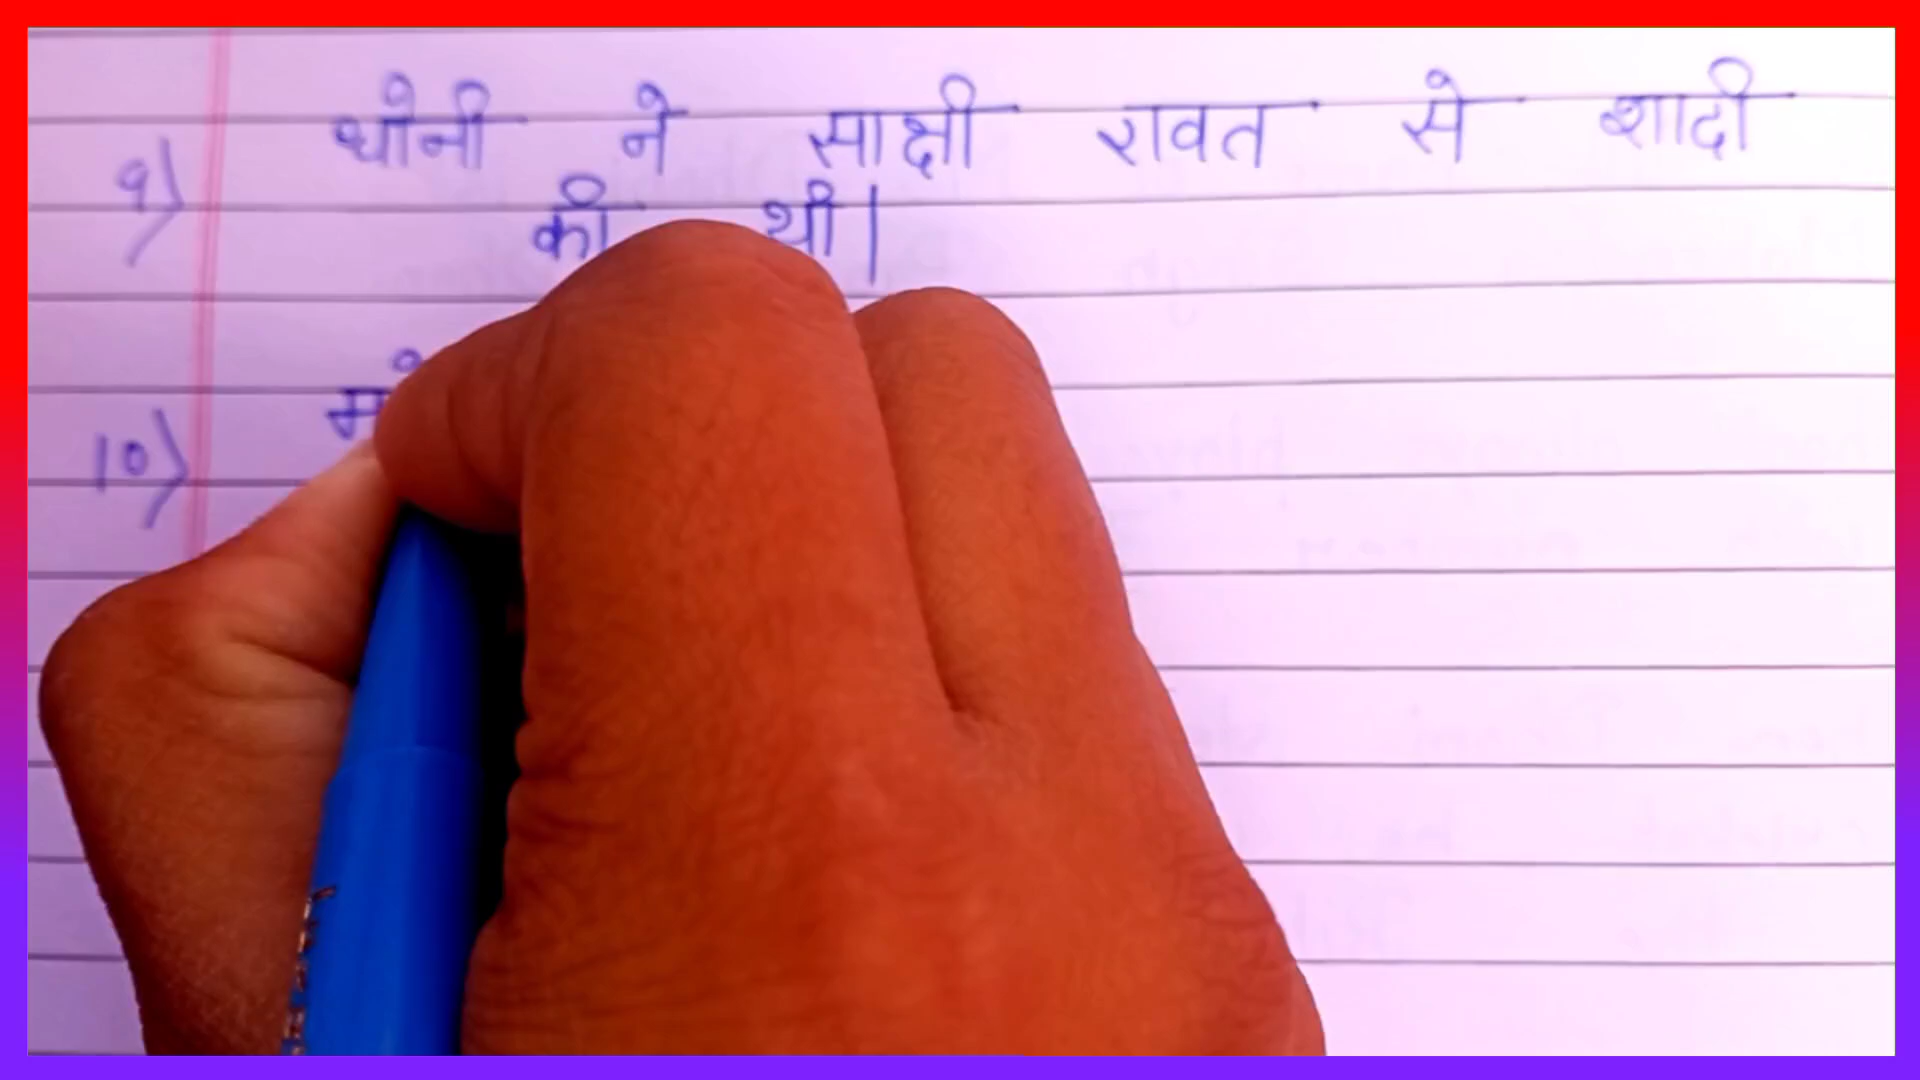 9) धोनी ने साक्षी रावत से शादी
की थी|
10)